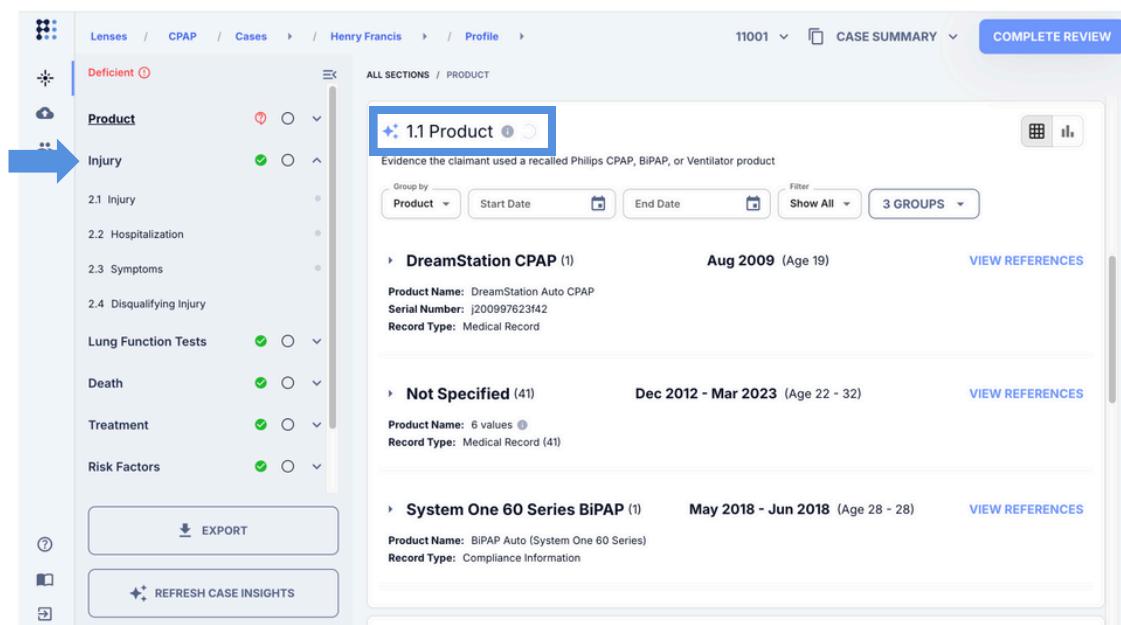 Lenses / CPAP / Cases / Henry Francis / Profile
11001 CASE SUMMARY COMPLETE REVIEW
Deficient
Product
Injury
2.1 Injury
2.2 Hospitalization
2.3 Symptoms
2.4 Disqualifying Injury
Lung Function Tests
Death
Treatment
Risk Factors
EXPORT
REFRESH CASE INSIGHTS
ALL SECTIONS / PRODUCT
1.1 Product
Evidence the claimant used a recalled Philips CPAP, BiPAP, or Ventilator product
Group by
Filter
Product Start Date End Date Show All 3 GROUPS
DreamStation CPAP (1) Aug 2009 (Age 19) VIEW REFERENCES
Product Name: DreamStation Auto CPAP
Serial Number: j200997623f42
Record Type: Medical Record
Not Specified (41) Dec 2012 - Mar 2023 (Age 22 - 32) VIEW REFERENCES
Product Name: 6 values
Record Type: Medical Record (41)
System One 60 Series BiPAP (1) May 2018 - Jun 2018 (Age 28 - 28) VIEW REFERENCES
Product Name: BiPAP Auto (System One 60 Series)
Record Type: Compliance Information